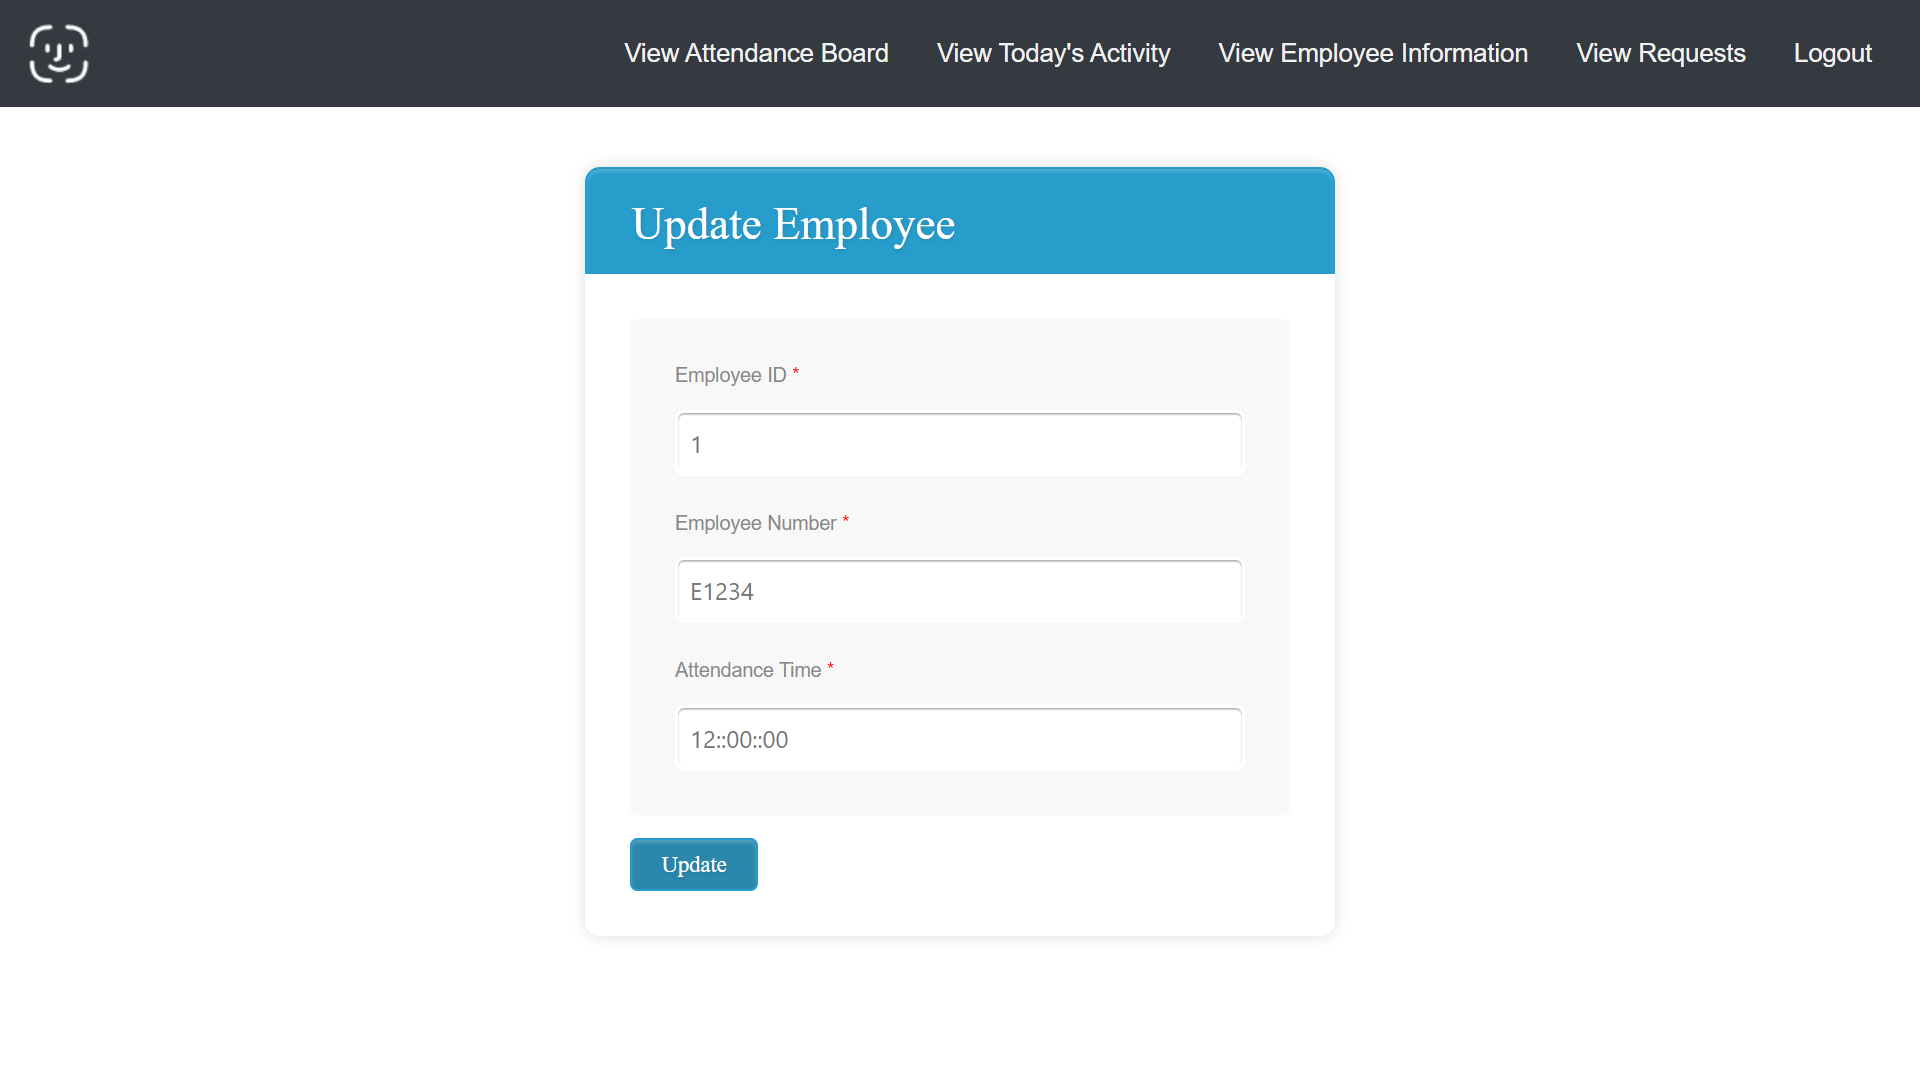 View Attendance Board View Today's Activity View Employee Information View Requests Logout
Update Employee
Employee ID *
1
Employee Number *
E1234
Attendance Time *
12::00::00
Update